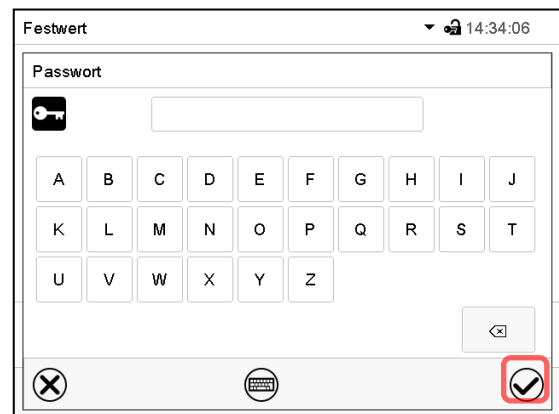 Festwert 14:34:06
Passwort
A B C D E F G H I J
K L M N O P Q R S T
U V W X Y Z